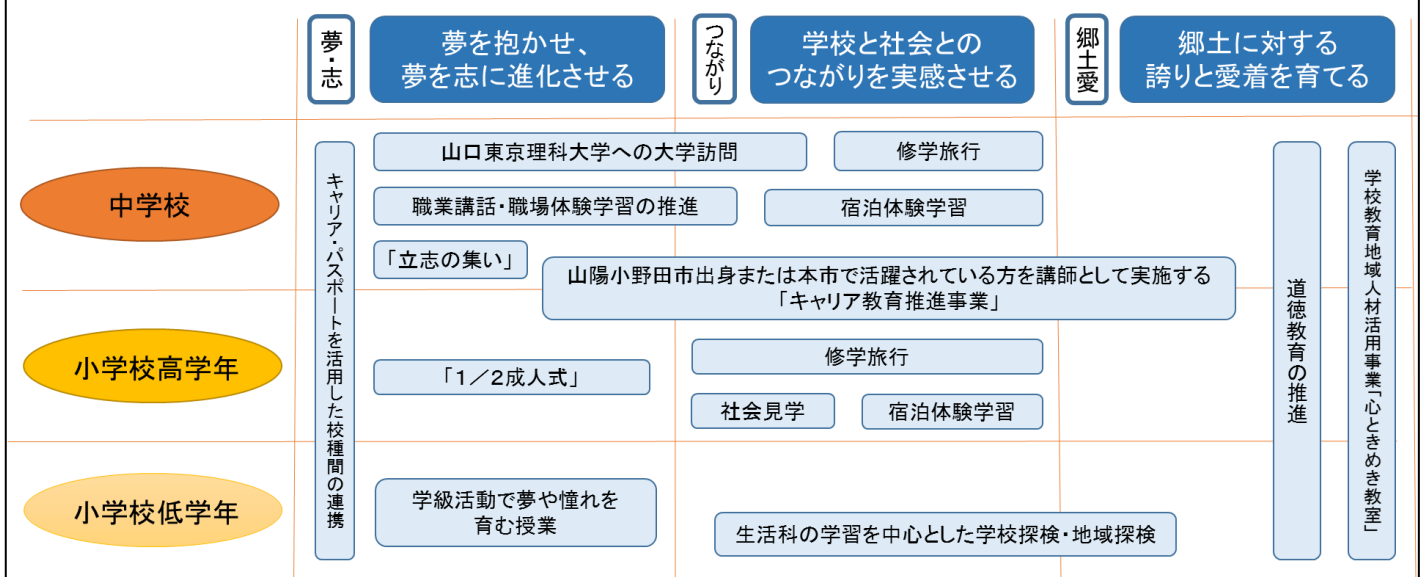 夢・志
夢を抱かせ、
夢を志に進化させる
つながり
学校と社会との
つながりを実感させる
郷土愛
郷土に対する
誇りと愛着を育てる
中学校
キャリア・パスポートを活用した校種間の連携
山口東京理科大学への大学訪問
修学旅行
職業講話・職場体験学習の推進
宿泊体験学習
「立志の集い」
山陽小野田市出身または本市で活躍されている方を講師として実施する
「キャリア教育推進事業」
道徳教育の推進
学校教育地域人材活用事業「心ときめき教室」
小学校高学年
「1／2成人式」
修学旅行
社会見学
宿泊体験学習
小学校低学年
学級活動で夢や憧れを
育む授業
生活科の学習を中心とした学校探検・地域探検